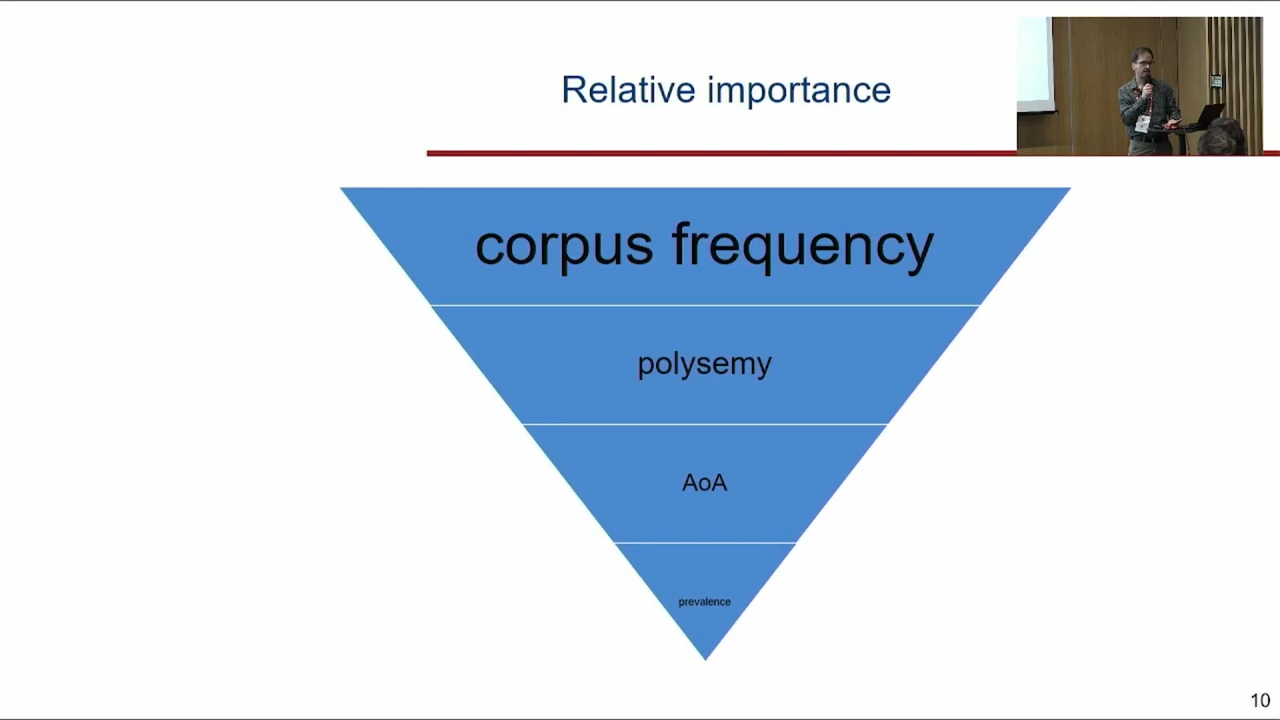 Relative importance
corpus frequency
polysemy
AoA
prevalence
10